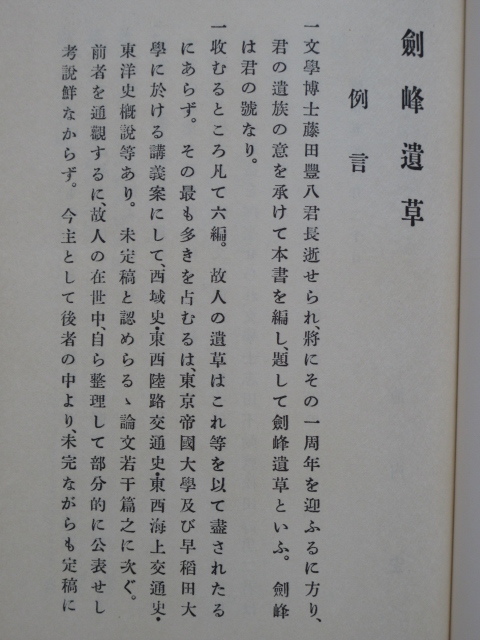 劍峰遺草
例言
一文學博士藤田豐八君長逝せられ、將にその一周年を迎ふるに方り、
君の遺族の意を承けて本書を編し、題して劍峰遺草といふ。劍峰
は君の號なり。
一收むるところ凡て六編。故人の遺草はこれ等を以て盡されたる
にあらず。その最も多きを占むるは、東京帝國大學及び早稻田大
學に於ける講義案にして、西域史・東西陸路交通史・東西海上交通史・
東洋史槪說等あり。未定稿と認めらるゝ論文若干篇之に次ぐ。
前者を通觀するに、故人の在世中、自ら整理して部分的に公表せし
考說鮮なからず。今主として後者の中より、未完ながらも定稿に